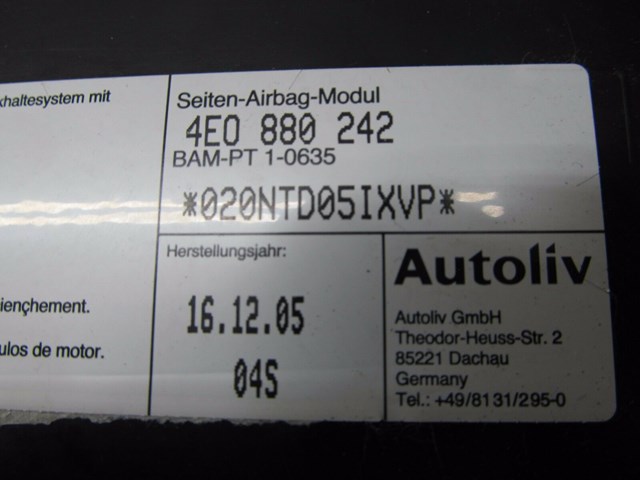 khaltesystem mit
Seiten-Airbag-Modul
4E0 880 242
BAM-PT 1-0635
*020NTD05IXVP*
Herstellungsjahr:
16.12.05
04S
Autoliv
Autoliv GmbH
Theodor-Heuss-Str. 2
85221 Dachau
Germany
Tel.: +49/8131/295-0
ienchement.
ulos de motor.